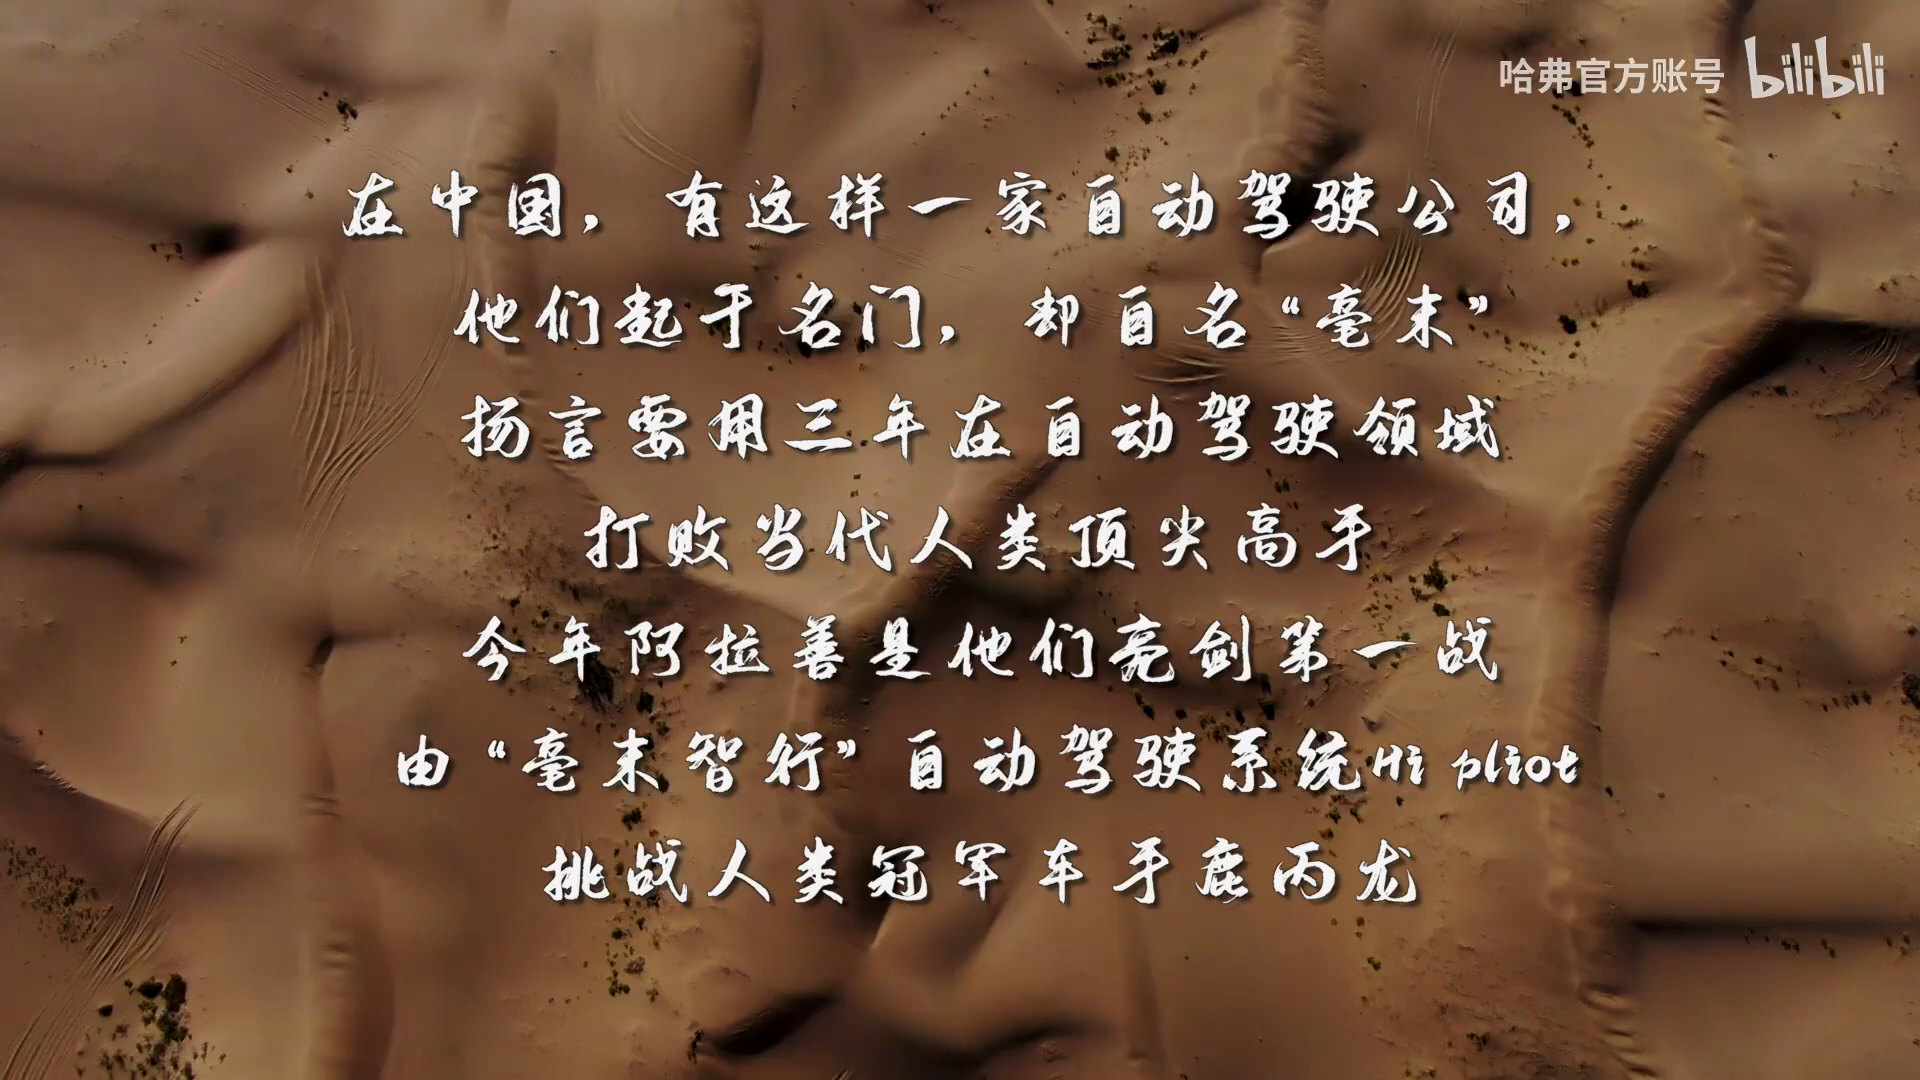 哈弗官方账号 bilibili
在中国，有这样一家自动驾驶公司，
他们起于名门，却自名“毫末”
扬言要用三年在自动驾驶领域
打败当代人类顶尖高手
今年阿拉善是他们亮剑第一战
由“毫末智行”自动驾驶系统Hi pliot
挑战人类冠军车手鹿丙龙